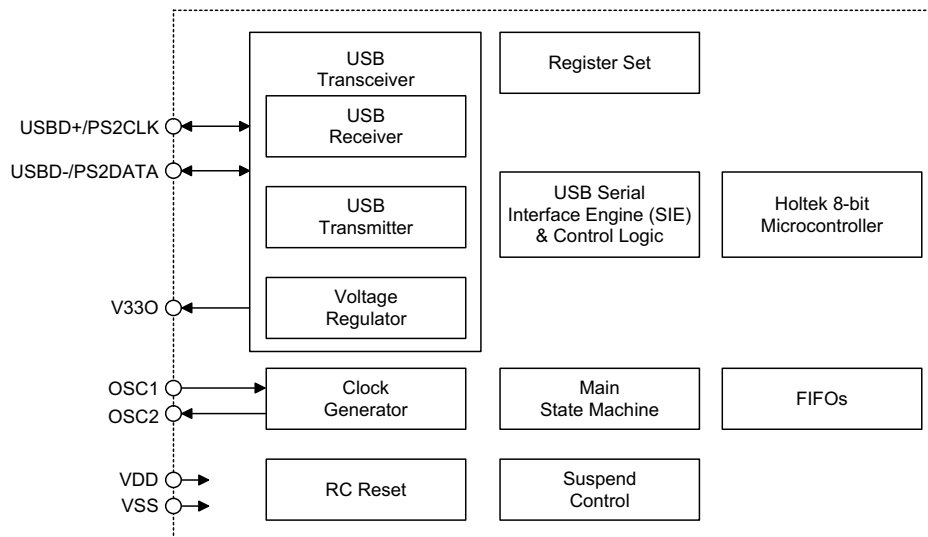 USB
Transceiver
Register Set
USB
Receiver
USBD+/PS2CLK
USBD-/PS2DATA
USB
Transmitter
USB Serial
Interface Engine (SIE)
& Control Logic
Holtek 8-bit
Microcontroller
V33O
Voltage
Regulator
OSC1
OSC2
Clock
Generator
Main
State Machine
FIFOs
VDD
VSS
RC Reset
Suspend
Control